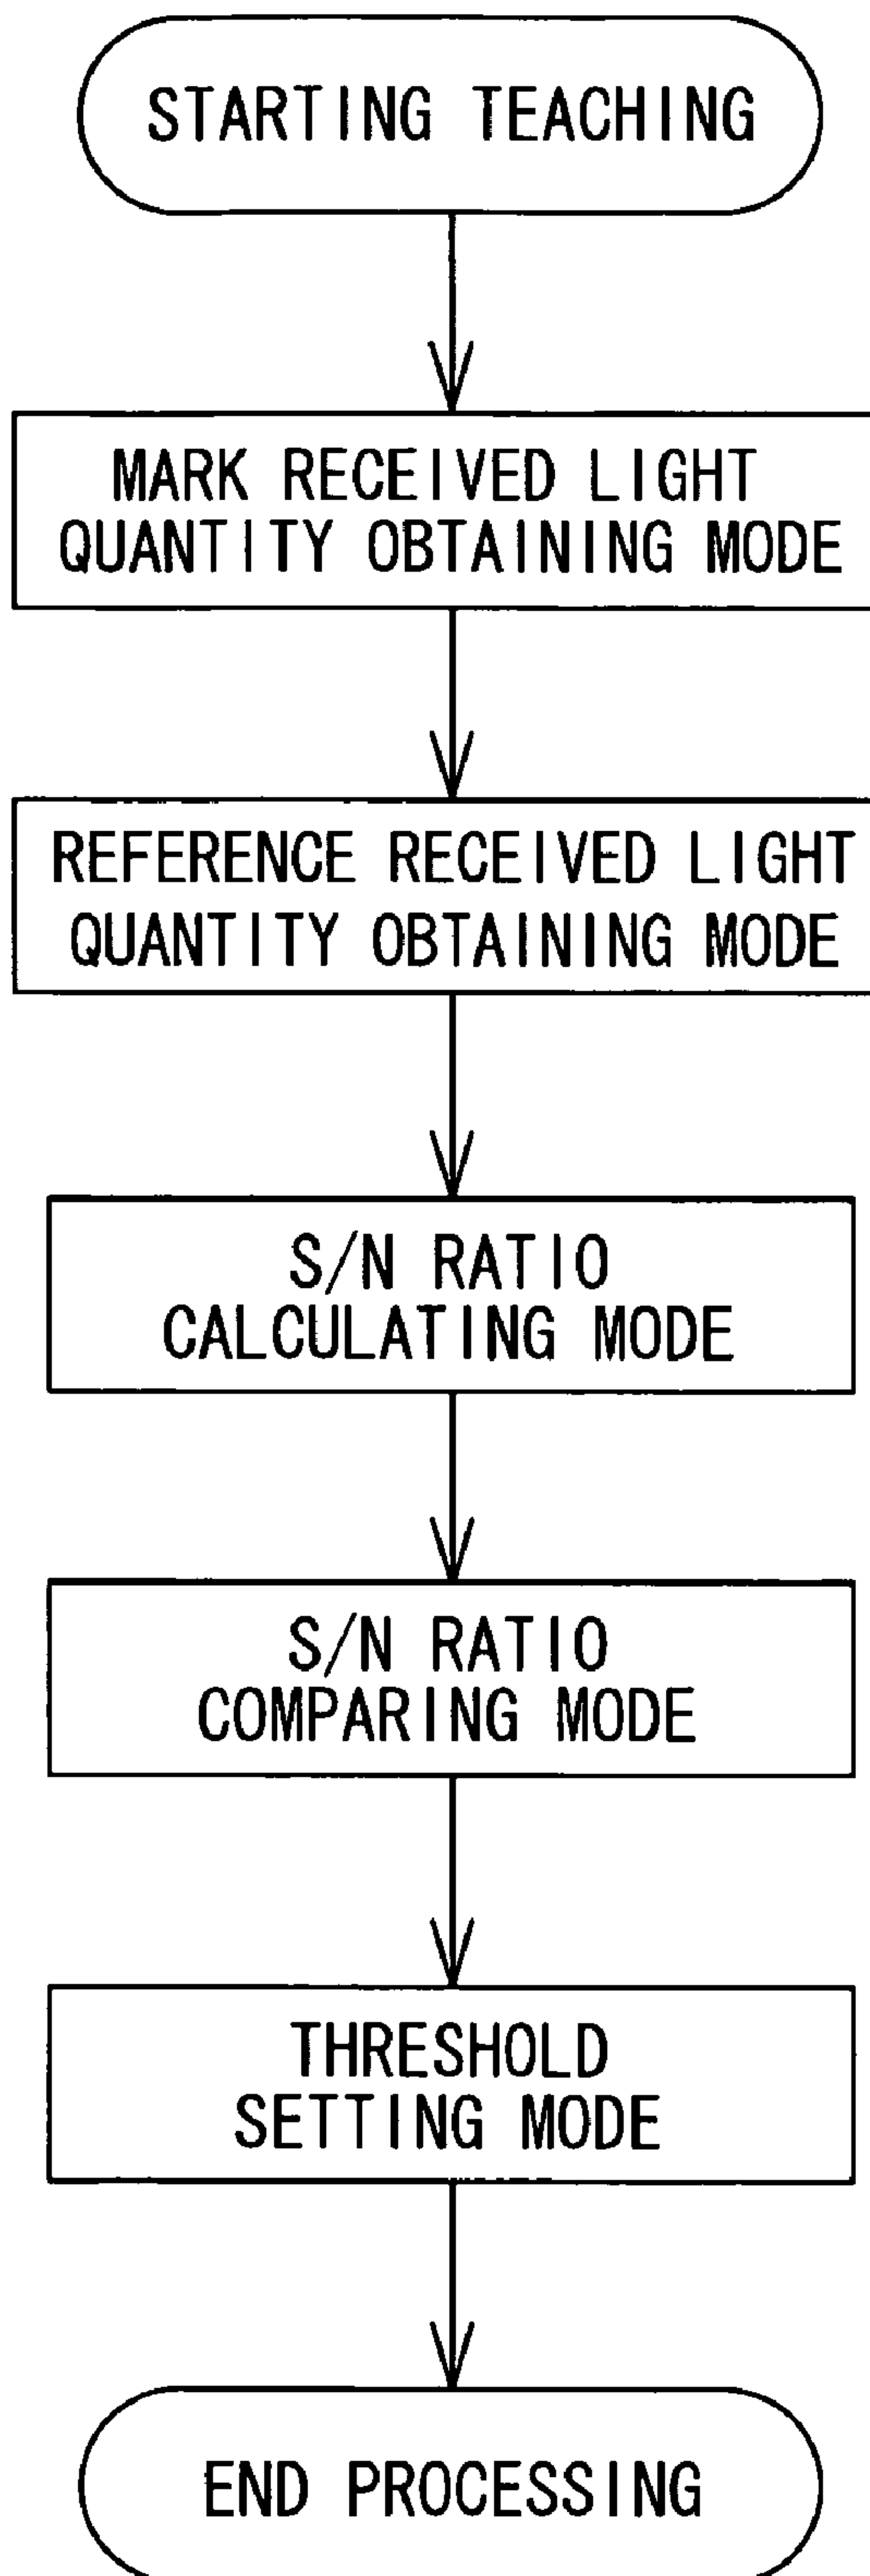 STARTING TEACHING
MARK RECEIVED LIGHT
QUANTITY OBTAINING MODE
REFERENCE RECEIVED LIGHT
QUANTITY OBTAINING MODE
S/N RATIO
CALCULATING MODE
S/N RATIO
COMPARING MODE
THRESHOLD
SETTING MODE
END PROCESSING